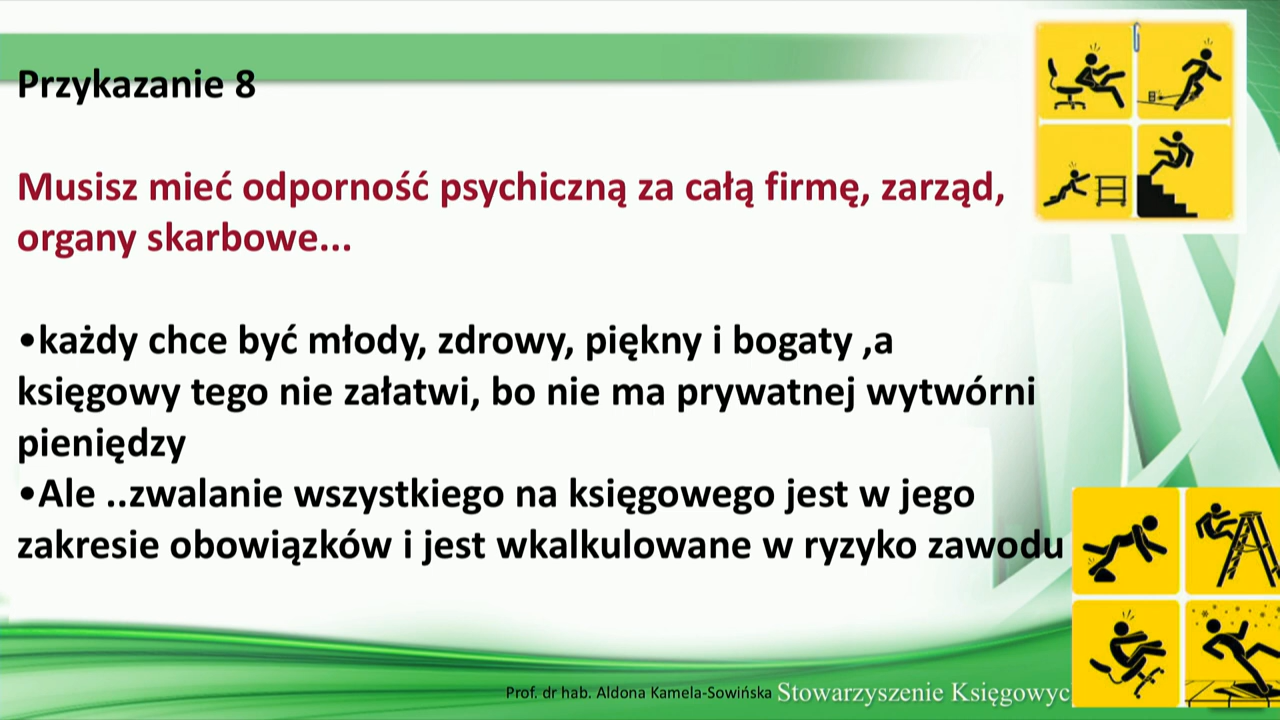 Przykazanie 8
Musisz mieć odporność psychiczną za całą firmę, zarząd,
organy skarbowe...
•każdy chce być młody, zdrowy, piękny i bogaty ,a
księgowy tego nie załatwi, bo nie ma prywatnej wytwórni
pieniędzy
•Ale ..zwalanie wszystkiego na księgowego jest w jego
zakresie obowiązków i jest wkalkulowane w ryzyko zawodu
Prof. dr hab. Aldona Kamela-Sowińska Stowarzyszenie Księgowyc